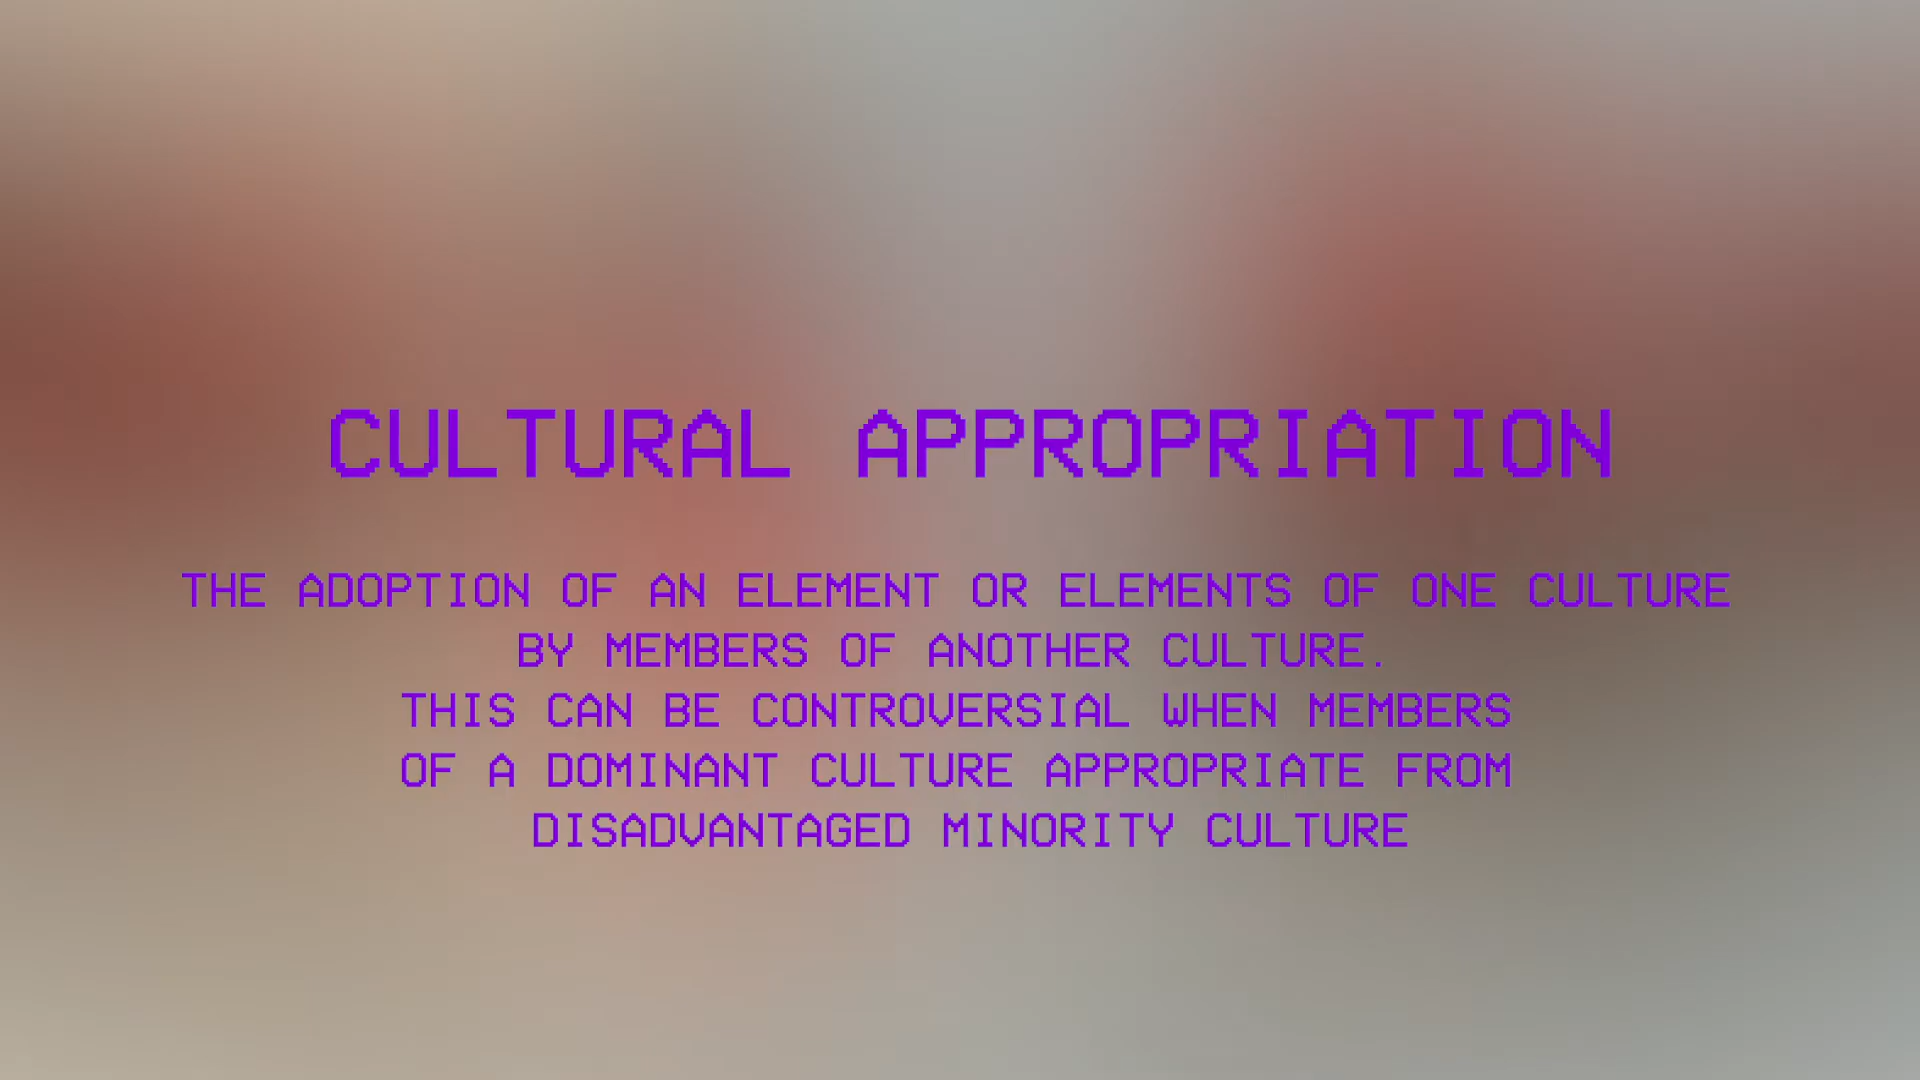 CULTURAL APPROPRIATION
THE ADOPTION OF AN ELEMENT OR ELEMENTS OF ONE CULTURE
BY MEMBERS OF ANOTHER CULTURE.
THIS CAN BE CONTROVERSIAL WHEN MEMBERS
OF A DOMINANT CULTURE APPROPRIATE FROM
DISADVANTAGED MINORITY CULTURE